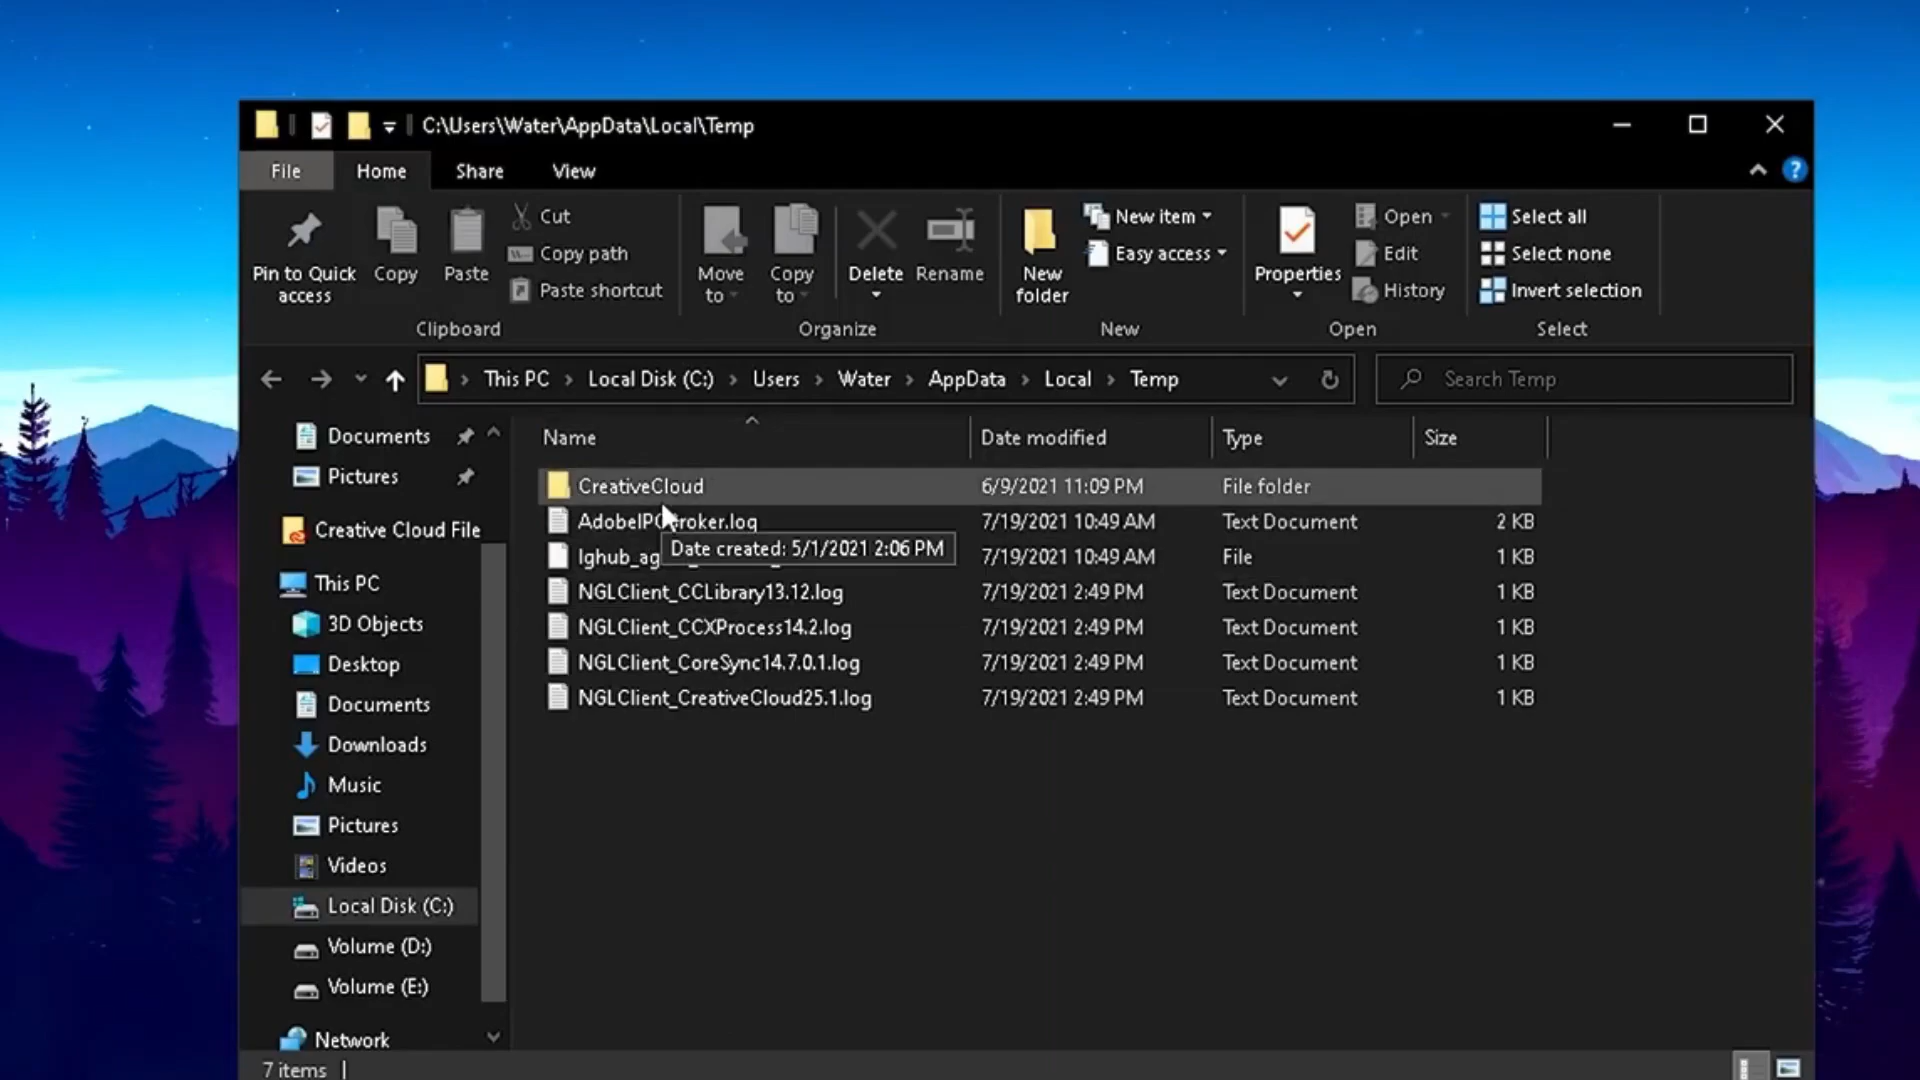 C:\Users\Water\AppData\Local\Temp
File Home Share View
Pin to Quick access
Copy
Paste
Cut
Copy path
Paste shortcut
Clipboard
Move to
Copy to
Delete
Rename
Organize
New folder
New item
Easy access
New
Properties
Open
Edit
History
Open
Select all
Select none
Invert selection
Select
This PC Local Disk (C:) Users Water AppData Local Temp
Search Temp
Documents
Pictures
Creative Cloud File
This PC
3D Objects
Desktop
Documents
Downloads
Music
Pictures
Videos
Local Disk (C:)
Volume (D:)
Volume (E:)
Network
Name Date modified Type Size
CreativeCloud 6/9/2021 11:09 PM File folder
7/19/2021 10:49 AM Text Document 2 KB
Date created: 5/1/2021 2:06 PM
7/19/2021 10:49 AM File 1 KB
NGLClient_CCLibrary13.12.log 7/19/2021 2:49 PM Text Document 1 KB
NGLClient_CCXProcess14.2.log 7/19/2021 2:49 PM Text Document 1 KB
NGLClient_CoreSync14.7.0.1.log 7/19/2021 2:49 PM Text Document 1 KB
NGLClient_CreativeCloud25.1.log 7/19/2021 2:49 PM Text Document 1 KB
7 items